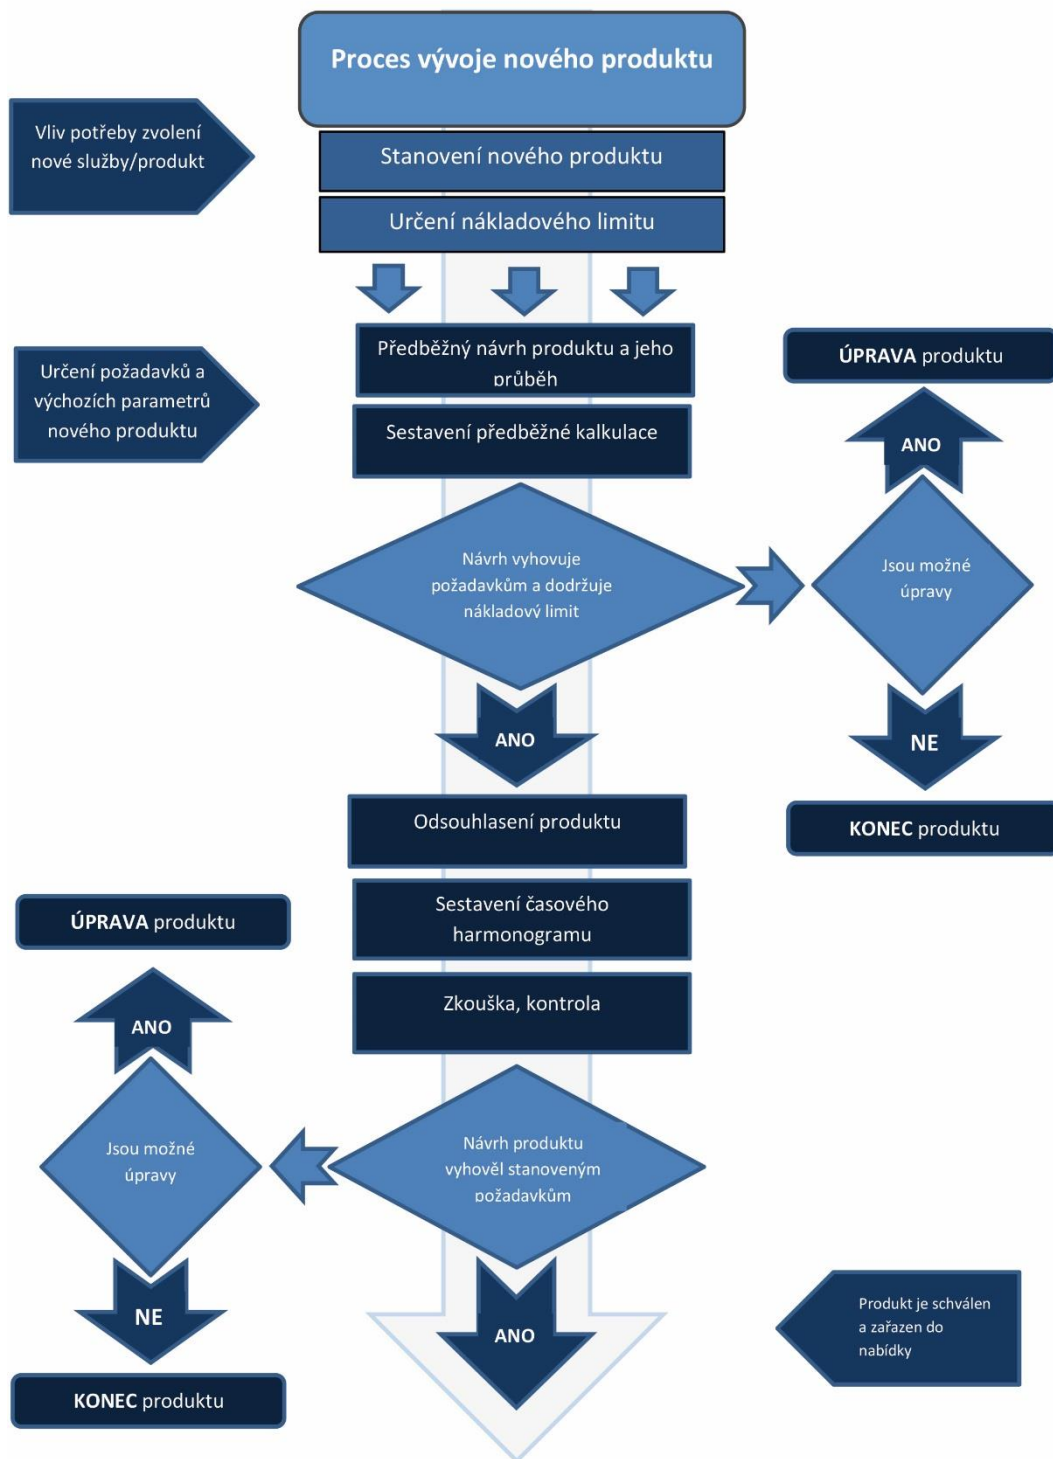 Proces vývoje nového produktu
Vliv potřeby zvolení
nové služby/produkt
Stanovení nového produktu
Určení nákladového limitu
Určení požadavků a
výchozích parametrů
nového produktu
Předběžný návrh produktu a jeho
průběh
Sestavení předběžné kalkulace
ÚPRAVA produktu
ANO
Návrh vyhovuje
požadavkům a dodržuje
nákladový limit
Jsou možné
úpravy
ANO
NE
KONEC produktu
Odsouhlasení produktu
Sestavení časového
harmonogramu
Zkouška, kontrola
ÚPRAVA produktu
ANO
Jsou možné
úpravy
Návrh produktu
vyhověl stanoveným
požadavkům
NE
KONEC produktu
ANO
Produkt je schválen
a zařazen do
nabídky